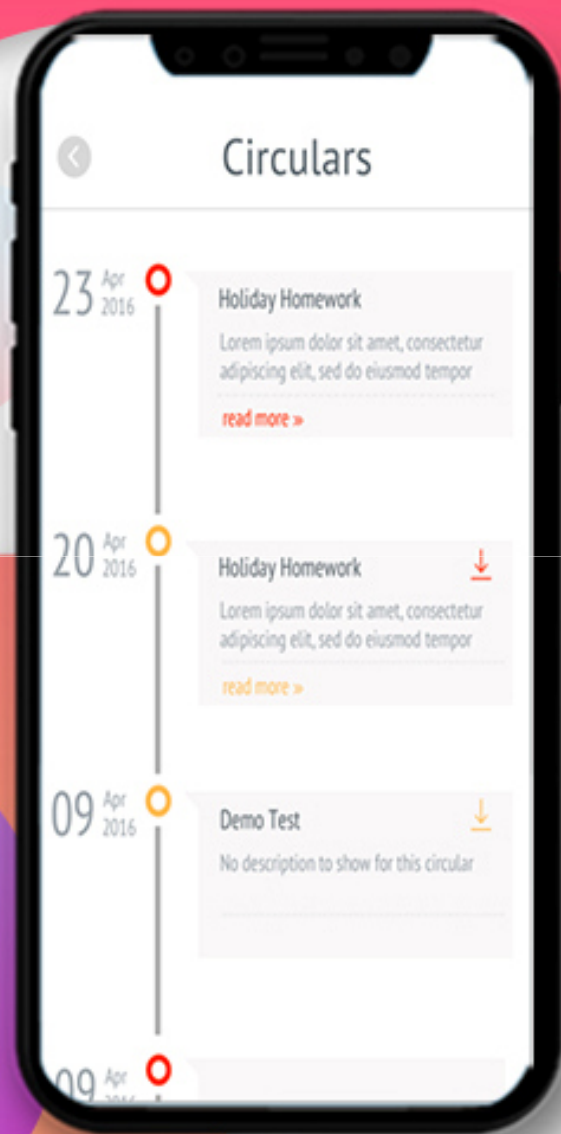 Circulars
23 Apr
2016
Holiday Homework
Lorem ipsum dolor sit amet, consectetur
adipiscing elit, sed do eiusmod tempor
read more »
20 Apr
2016
Holiday Homework
Lorem ipsum dolor sit amet, consectetur
adipiscing elit, sed do eiusmod tempor
read more »
09 Apr
2016
Demo Test
No description to show for this circular
09 Apr